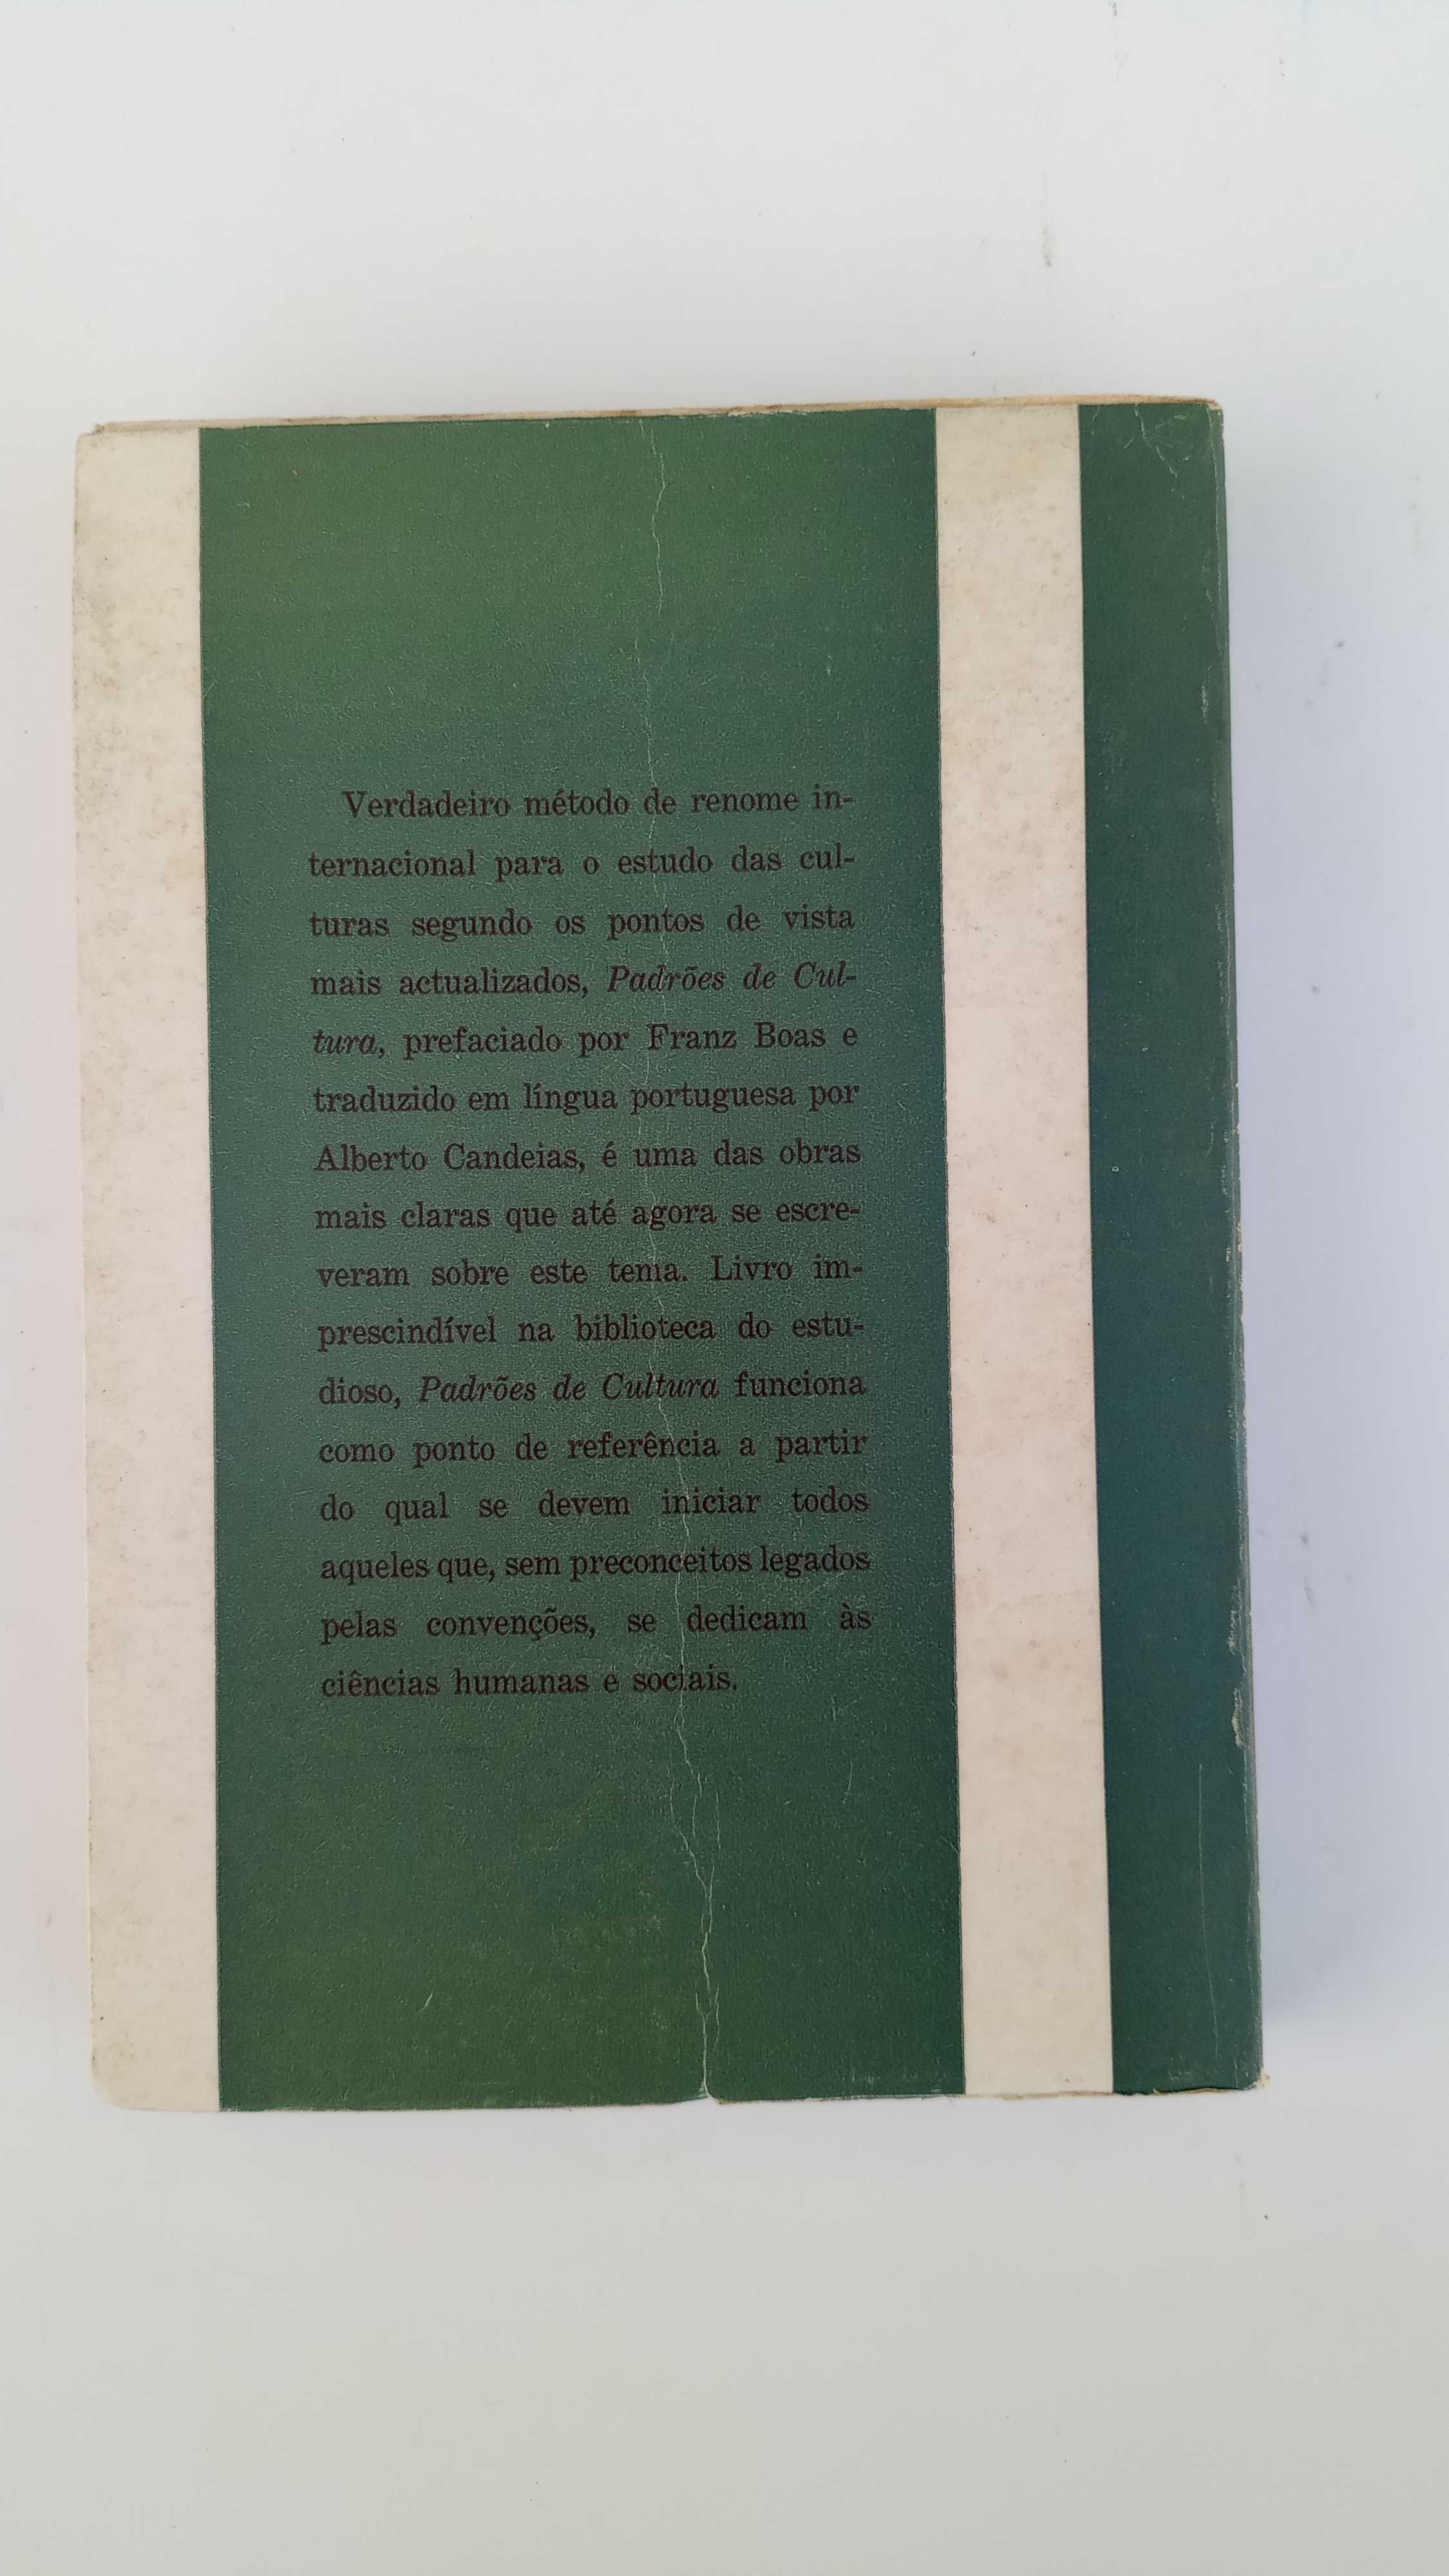 Verdadeiro método de renome in-
ternacional para o estudo das cul-
turas segundo os pontos de vista
mais actualizados, Padrões de Cul-
tura, prefaciado por Franz Boas e
traduzido em língua portuguesa por
Alberto Candeias, é uma das obras
mais claras que até agora se escre-
veram sobre este tema. Livro im-
prescindível na biblioteca do estu-
dioso, Padrões de Cultura funciona
como ponto de referência a partir
do qual se devem iniciar todos
aqueles que, sem preconceitos legados
pelas convenções, se dedicam às
ciências humanas e sociais.